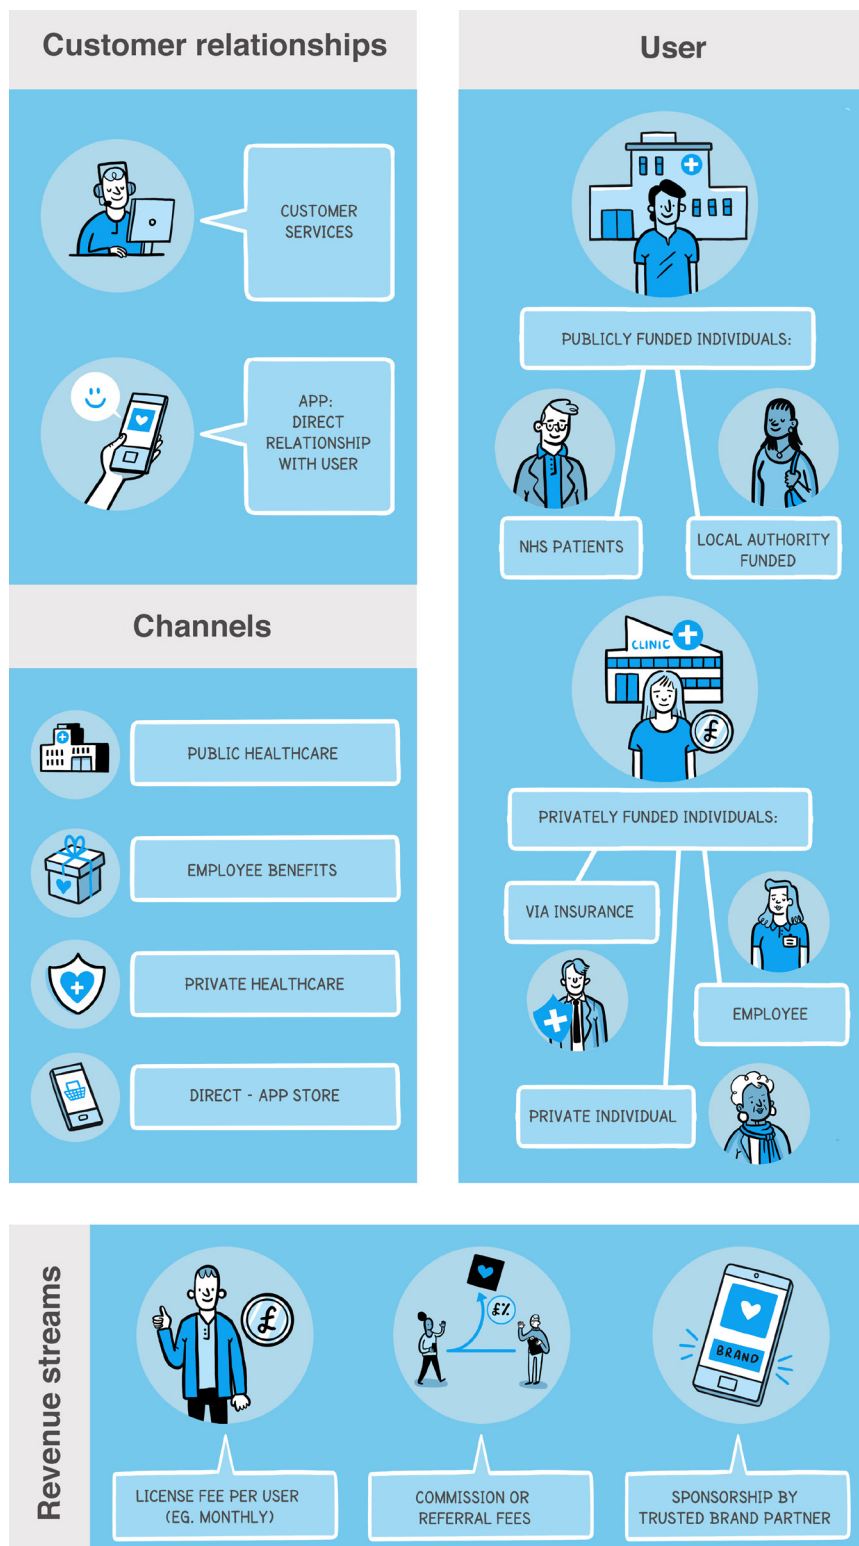 Customer relationships
CUSTOMER
SERVICES
APP:
DIRECT
RELATIONSHIP
WITH USER
Channels
PUBLIC HEALTHCARE
EMPLOYEE BENEFITS
PRIVATE HEALTHCARE
DIRECT - APP STORE
User
PUBLICLY FUNDED INDIVIDUALS:
NHS PATIENTS
LOCAL AUTHORITY
FUNDED
CLINIC
£
PRIVATELY FUNDED INDIVIDUALS:
VIA INSURANCE
EMPLOYEE
PRIVATE INDIVIDUAL
Revenue streams
£
LICENSE FEE PER USER
(EG. MONTHLY)
£%
COMMISSION OR
REFERRAL FEES
BRAND
SPONSORSHIP BY
TRUSTED BRAND PARTNER